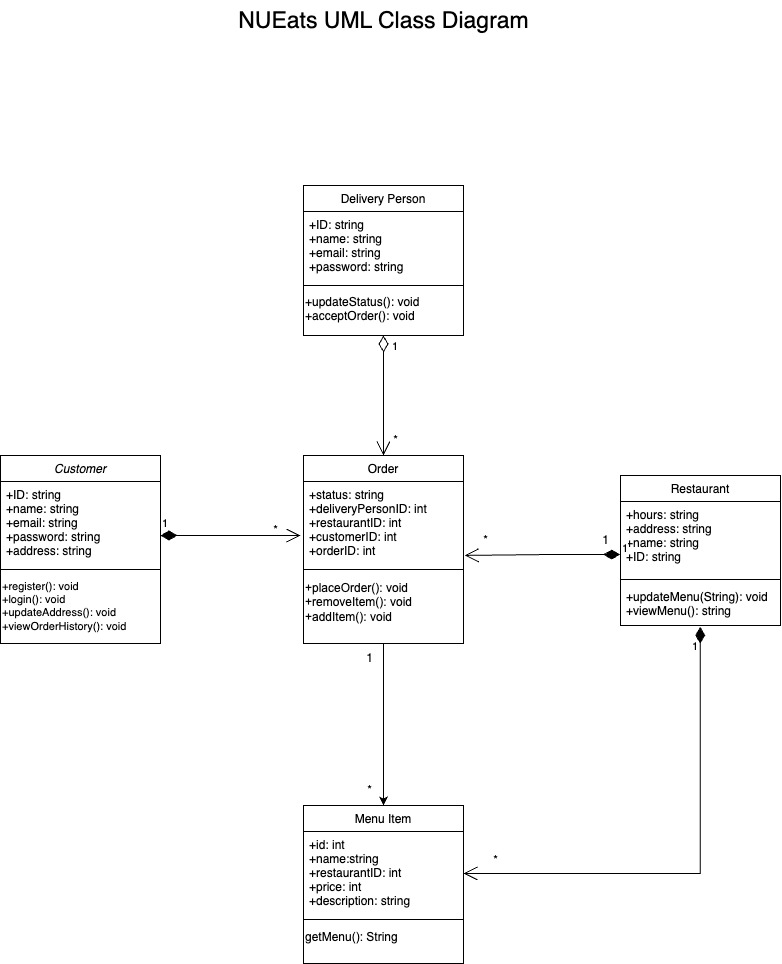 NUEats UML Class Diagram
Delivery Person
+ID: string
+name: string
+email: string
+password: string
+updateStatus(): void
+acceptOrder(): void
1
*
Customer
+ID: string
+name: string
+email: string
+password: string
+address: string
+register(): void
+login(): void
+updateAddress(): void
+viewOrderHistory(): void
1
*
Order
+status: string
+deliveryPersonID: int
+restaurantID: int
+customerID: int
+orderID: int
+placeOrder(): void
+removeItem(): void
+addItem(): void
*
1
1
Restaurant
+hours: string
+address: string
+name: string
+ID: string
+updateMenu(String): void
+viewMenu(): string
1
1
*
*
Menu Item
+id: int
+name:string
+restaurantID: int
+price: int
+description: string
getMenu(): String